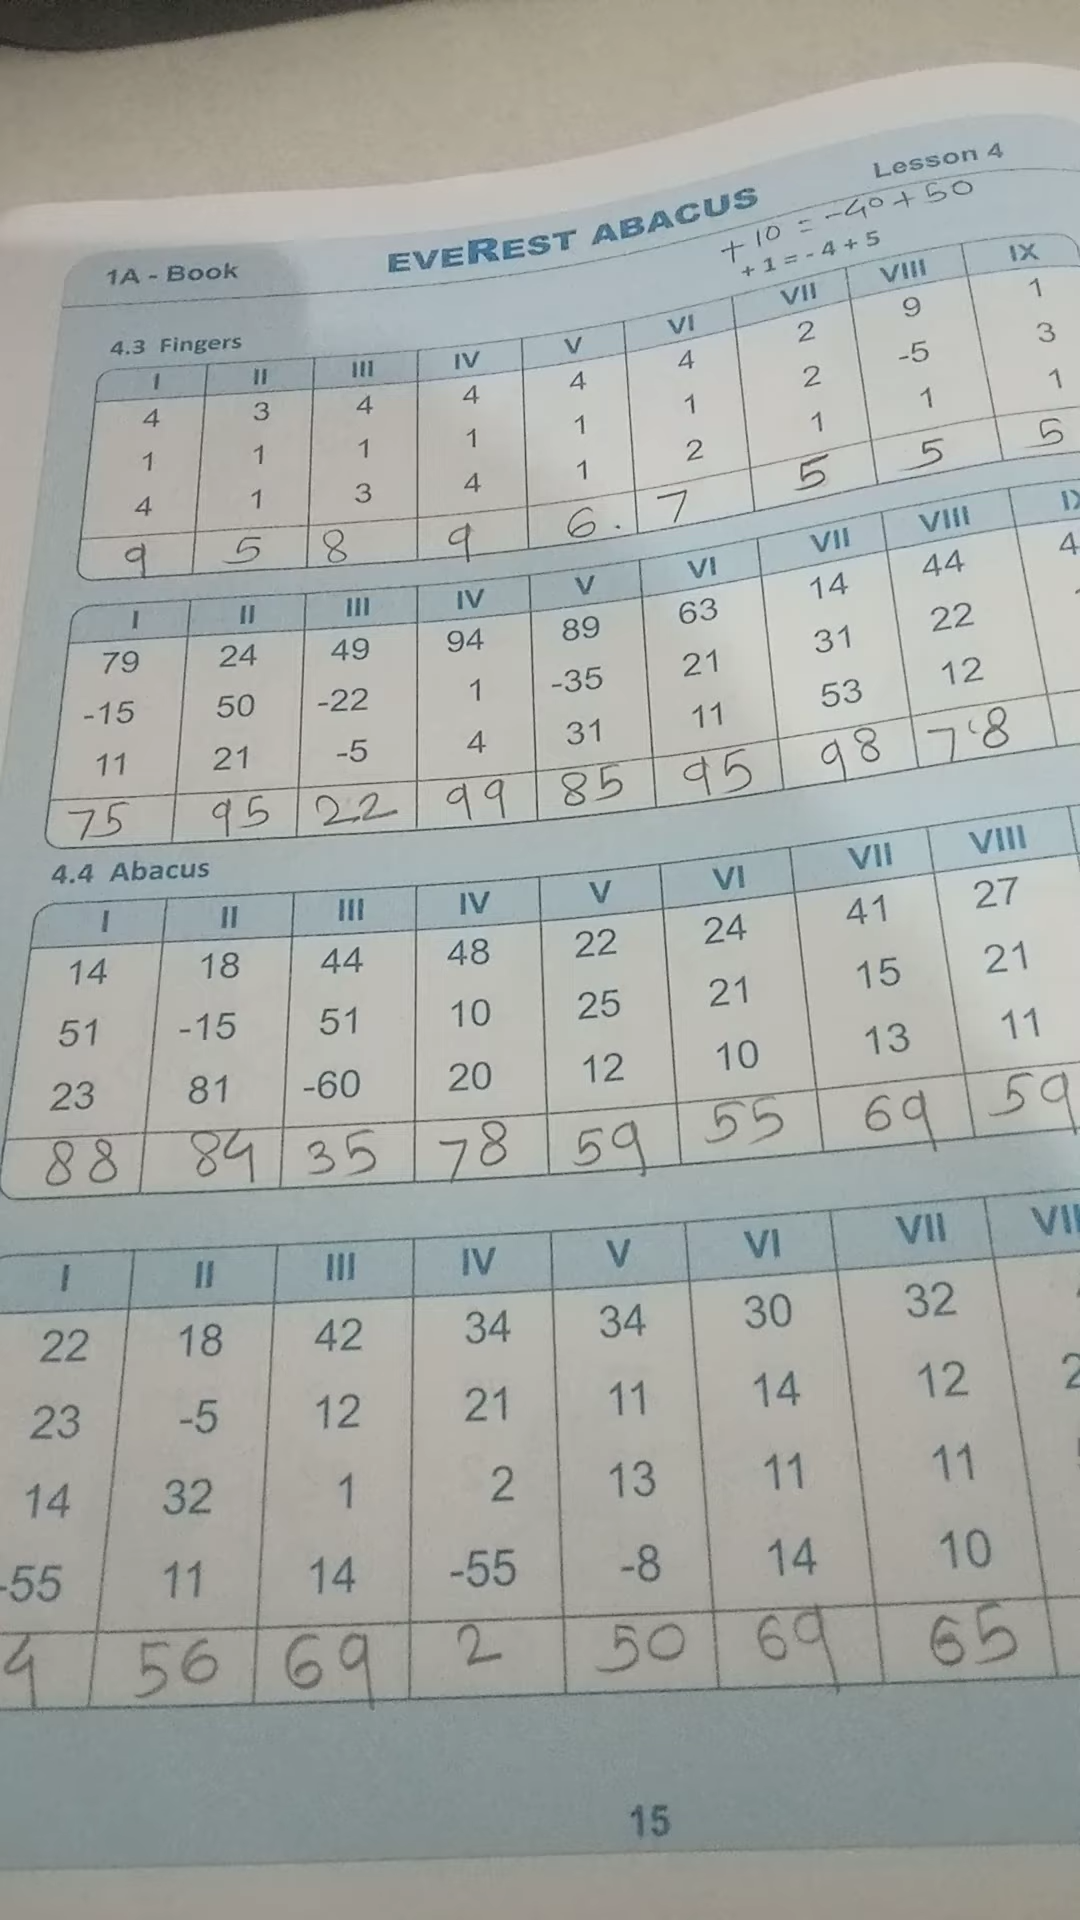 Lesson 4
1A - Book EVEREST ABACUS +10 = -40+50
+1 = -4+5
4.3 Fingers
I II III IV V VI VII VIII IX
4 3 4 4 4 4 2 9 1
1 1 1 1 1 1 2 -5 3
4 1 3 4 1 2 1 1 1
9 5 8 9 6. 7 5 5 5
I II III IV V VI VII VIII
79 24 49 94 89 63 14 44 4
-15 50 -22 1 -35 21 31 22
11 21 -5 4 31 11 53 12
75 95 22 99 85 95 98 78
4.4 Abacus
I II III IV V VI VII VIII
14 18 44 48 22 24 41 27
51 -15 51 10 25 21 15 21
23 81 -60 20 12 10 13 11
88 84 35 78 59 55 69 59
I II III IV V VI VII VII
22 18 42 34 34 30 32
23 -5 12 21 11 14 12 2
14 32 1 2 13 11 11
-55 11 14 -55 -8 14 10
4 56 69 2 50 69 65
15